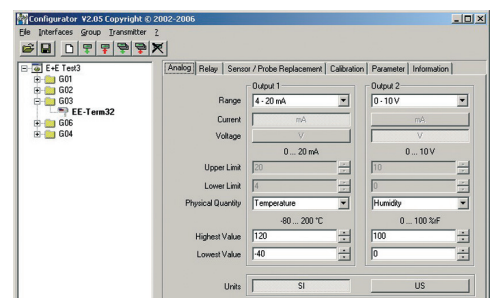 Configurator V2.05 Copyright © 2002-2006
File Interfaces Group Transmitter ?
E+E Test3
G01
G02
G03
EE-Term32
G06
G04
Analog Relay Sensor / Probe Replacement Calibration Parameter Information
Output 1 Output 2
Range 4 - 20 mA 0 - 10 V
Current mA mA
Voltage V V
0 ... 20 mA 0 ... 10 V
Upper Limit 20 10
Lower Limit 4 0
Physical Quantity Temperature Humidity
-80 ... 200 °C 0 ... 100 %rF
Highest Value 120 100
Lowest Value -40 0
Units SI US